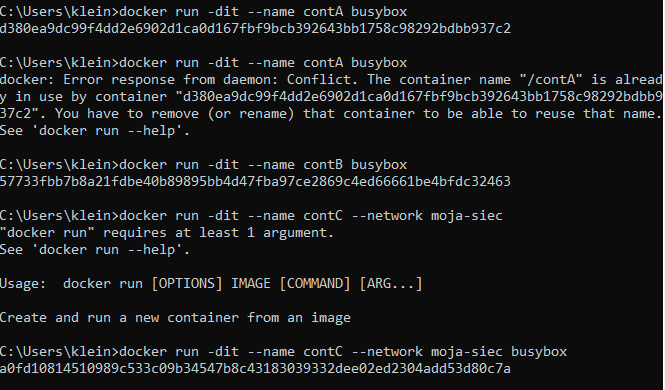 C:\Users\klein>docker run -dit --name contA busybox
d380ea9dc99f4dd2e6902d1ca0d167fbf9bcb392643bb1758c98292bdbb937c2
C:\Users\klein>docker run -dit --name contA busybox
docker: Error response from daemon: Conflict. The container name "/contA" is alread
y in use by container "d380ea9dc99f4dd2e6902d1ca0d167fbf9bcb392643bb1758c98292bdbb9
37c2". You have to remove (or rename) that container to be able to reuse that name.
See 'docker run --help'.
C:\Users\klein>docker run -dit --name contB busybox
57733fbb7b8a21fdbe40b89895bb4d47fba97ce2869c4ed66661be4bfdc32463
C:\Users\klein>docker run -dit --name contC --network moja-siec
"docker run" requires at least 1 argument.
See 'docker run --help'.
Usage:  docker run [OPTIONS] IMAGE [COMMAND] [ARG...]
Create and run a new container from an image
C:\Users\klein>docker run -dit --name contC --network moja-siec busybox
a0fd10814510989c533c09b34547b8c43183039332dee02ed2304add53d80c7a